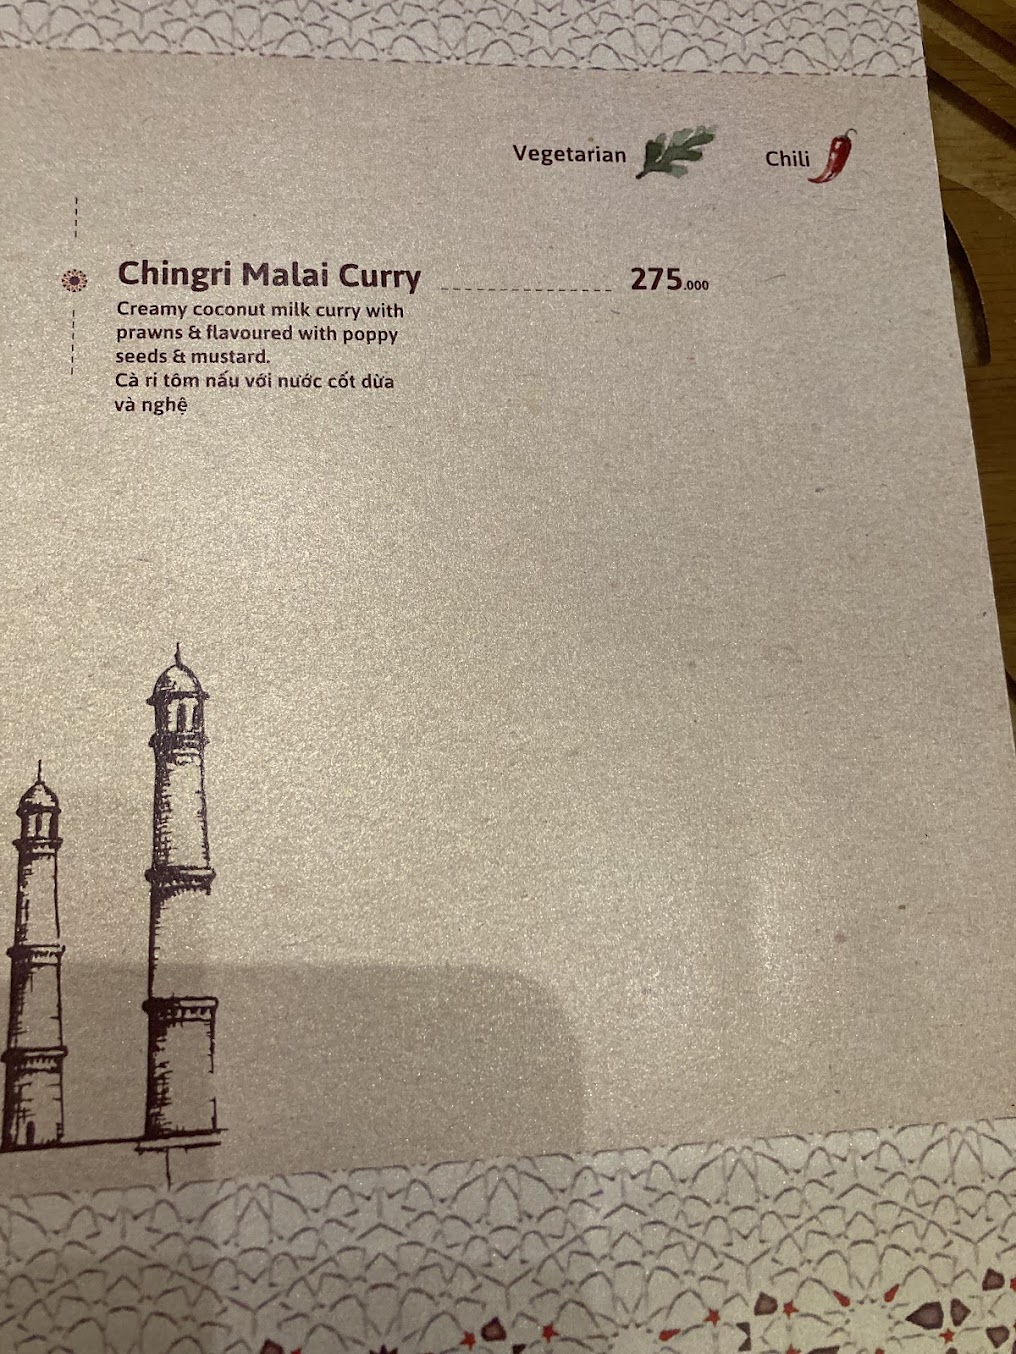 Vegetarian Chili
Chingri Malai Curry 275.000
Creamy coconut milk curry with
prawns & flavoured with poppy
seeds & mustard.
Cà ri tôm nấu với nước cốt dừa
và nghệ